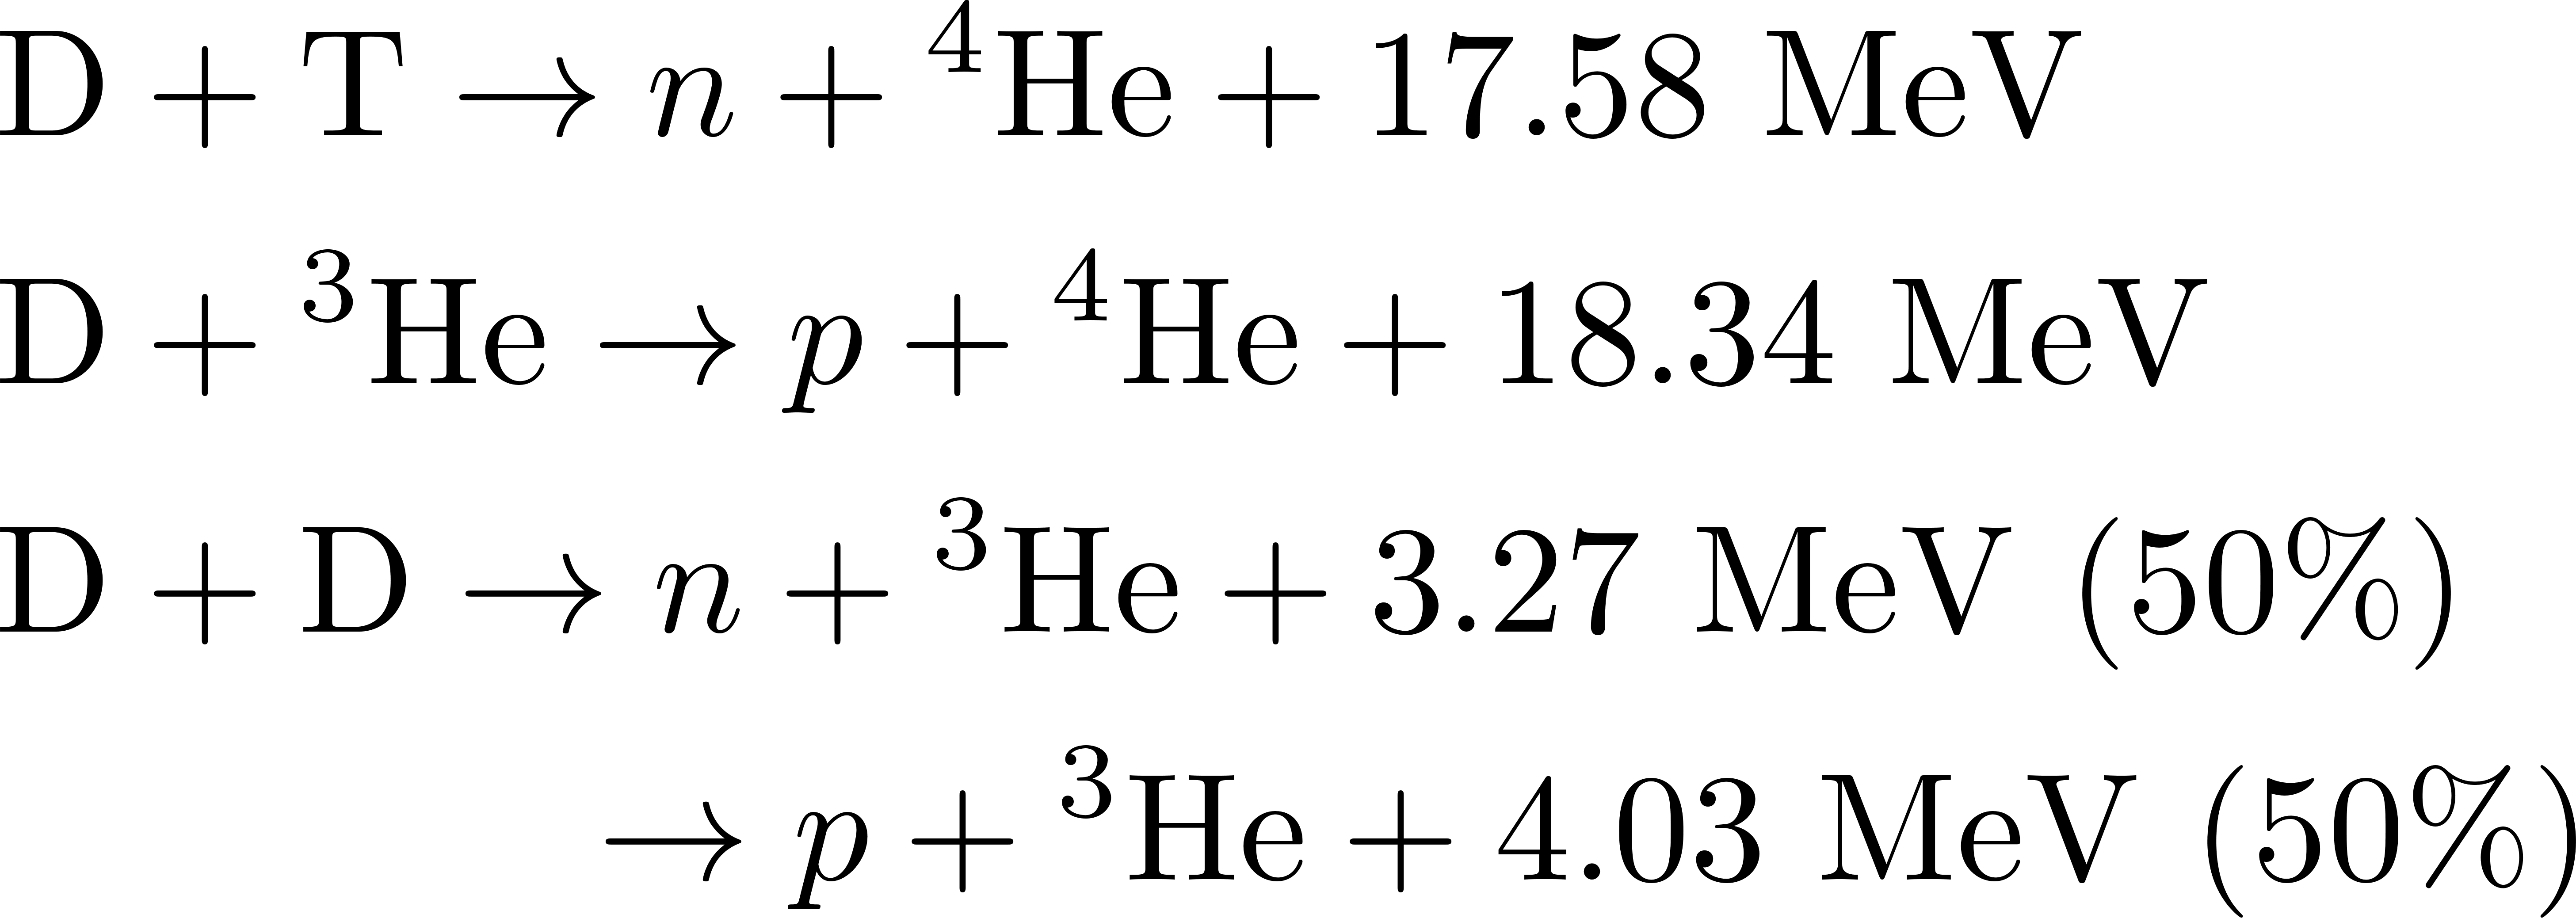 D + T → n + ⁴He + 17.58 MeV
D + ³He → p + ⁴He + 18.34 MeV
D + D → n + ³He + 3.27 MeV (50%)
→ p + ³He + 4.03 MeV (50%)